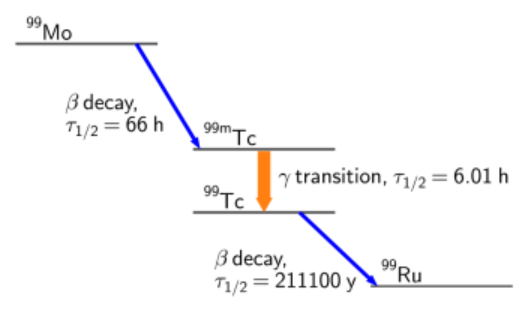 ⁹⁹Mo
β decay,
τ₁/₂ = 66 h
⁹⁹ᵐTc
γ transition, τ₁/₂ = 6.01 h
⁹⁹Tc
β decay,
τ₁/₂ = 211100 y
⁹⁹Ru